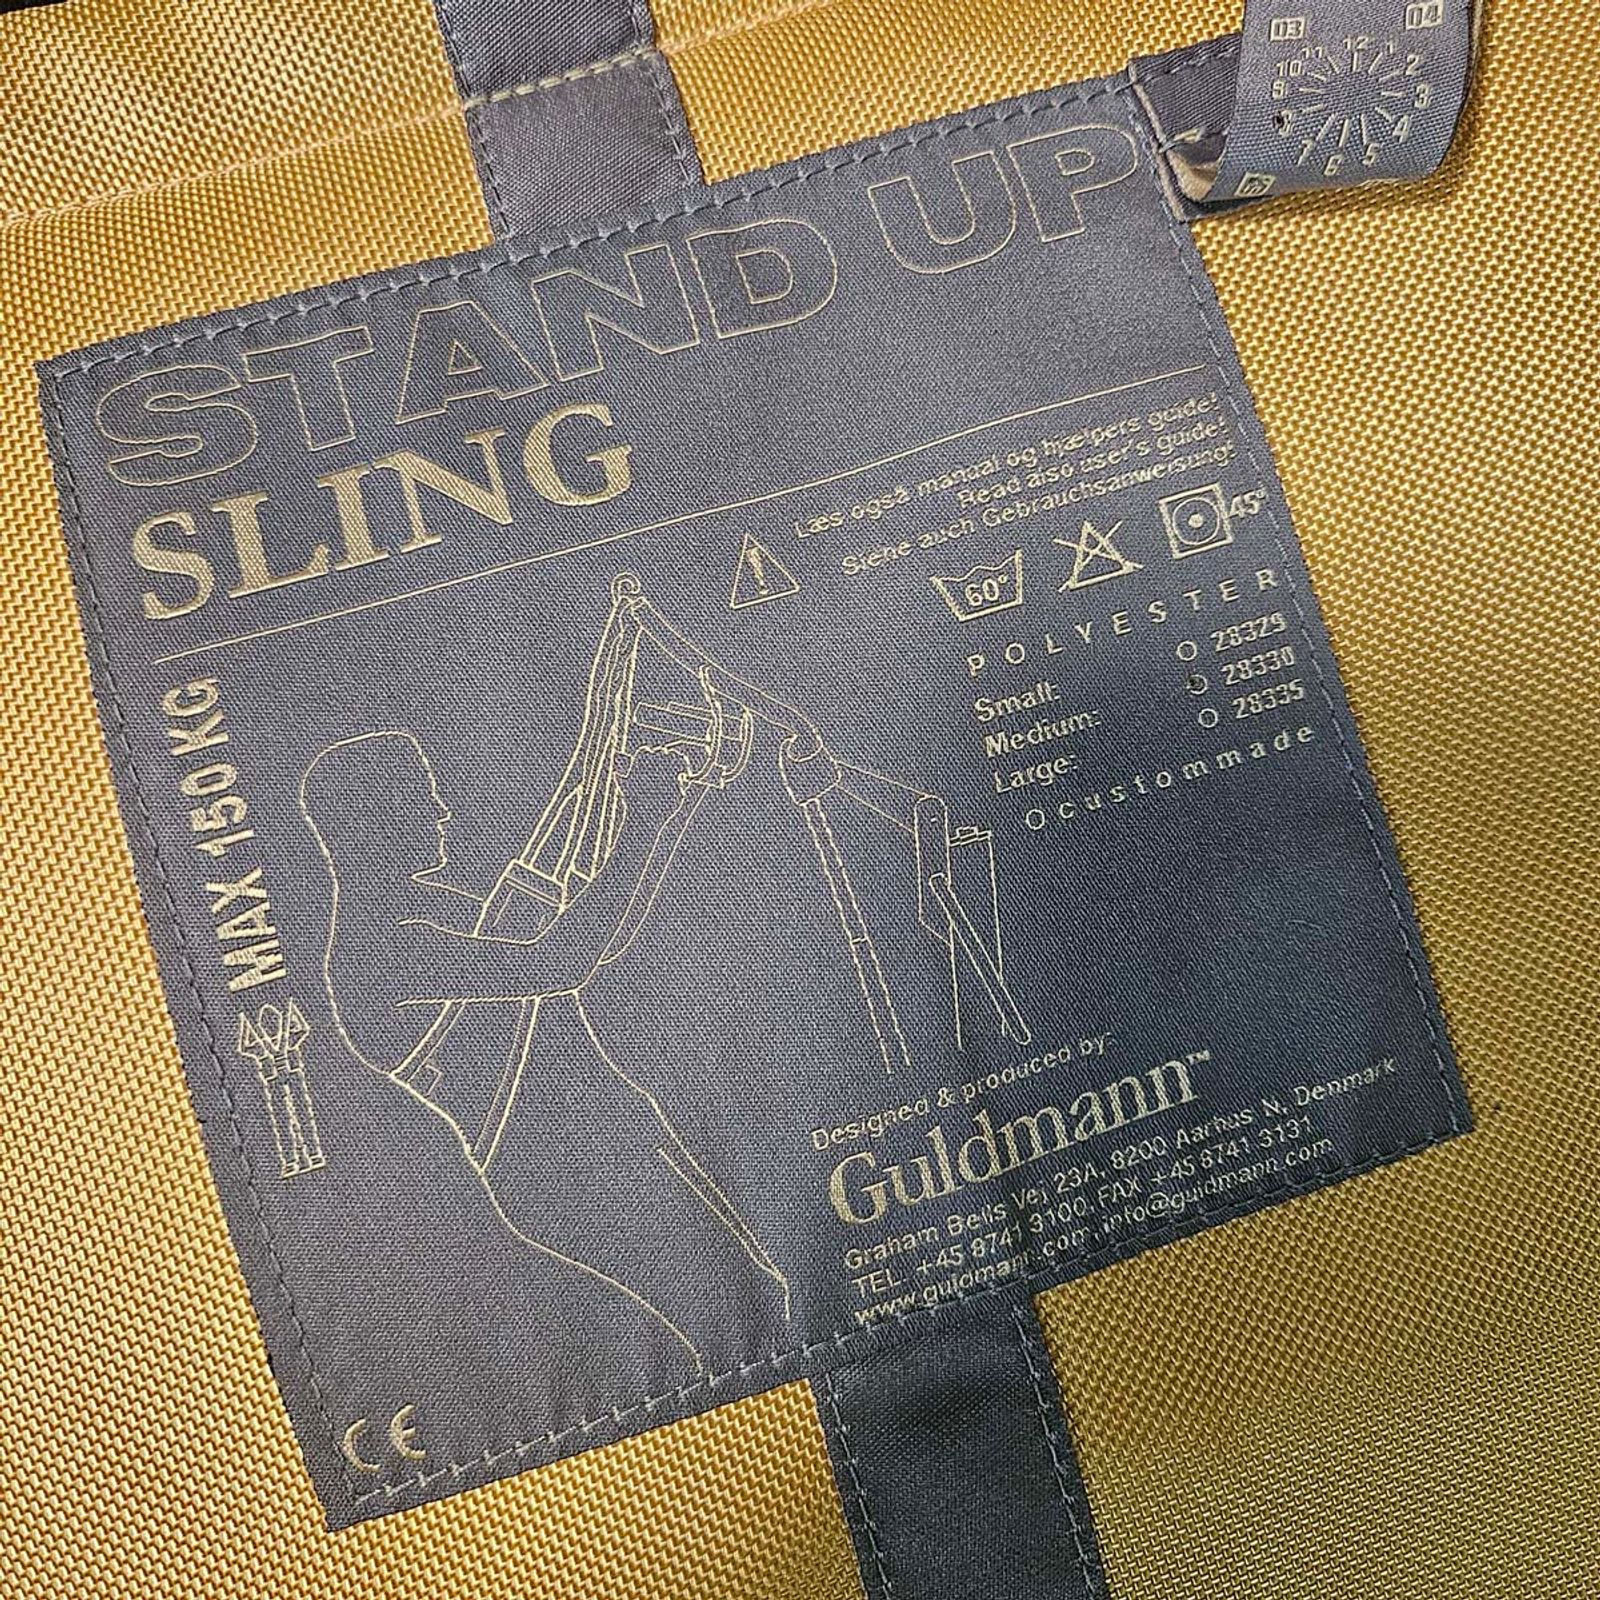 03 04
12
11 1
10 2
9 3
8 4
7 6 5
STAND UP
SLING
Læs også manual og hjælpers guide!
Read also user's guide!
Siehe auch Gebrauchsanweisung!
60° 45°
POLYESTER
Small: 28329
Medium: 28330
Large: 28335
custommade
MAX 150 KG
Designed & produced by:
Guldmann™
Graham Bells Vej 23A, 8200 Aarhus N, Denmark
TEL. +45 8741 3100, FAX +45 8741 3131
www.guldmann.com, info@guldmann.com
CE